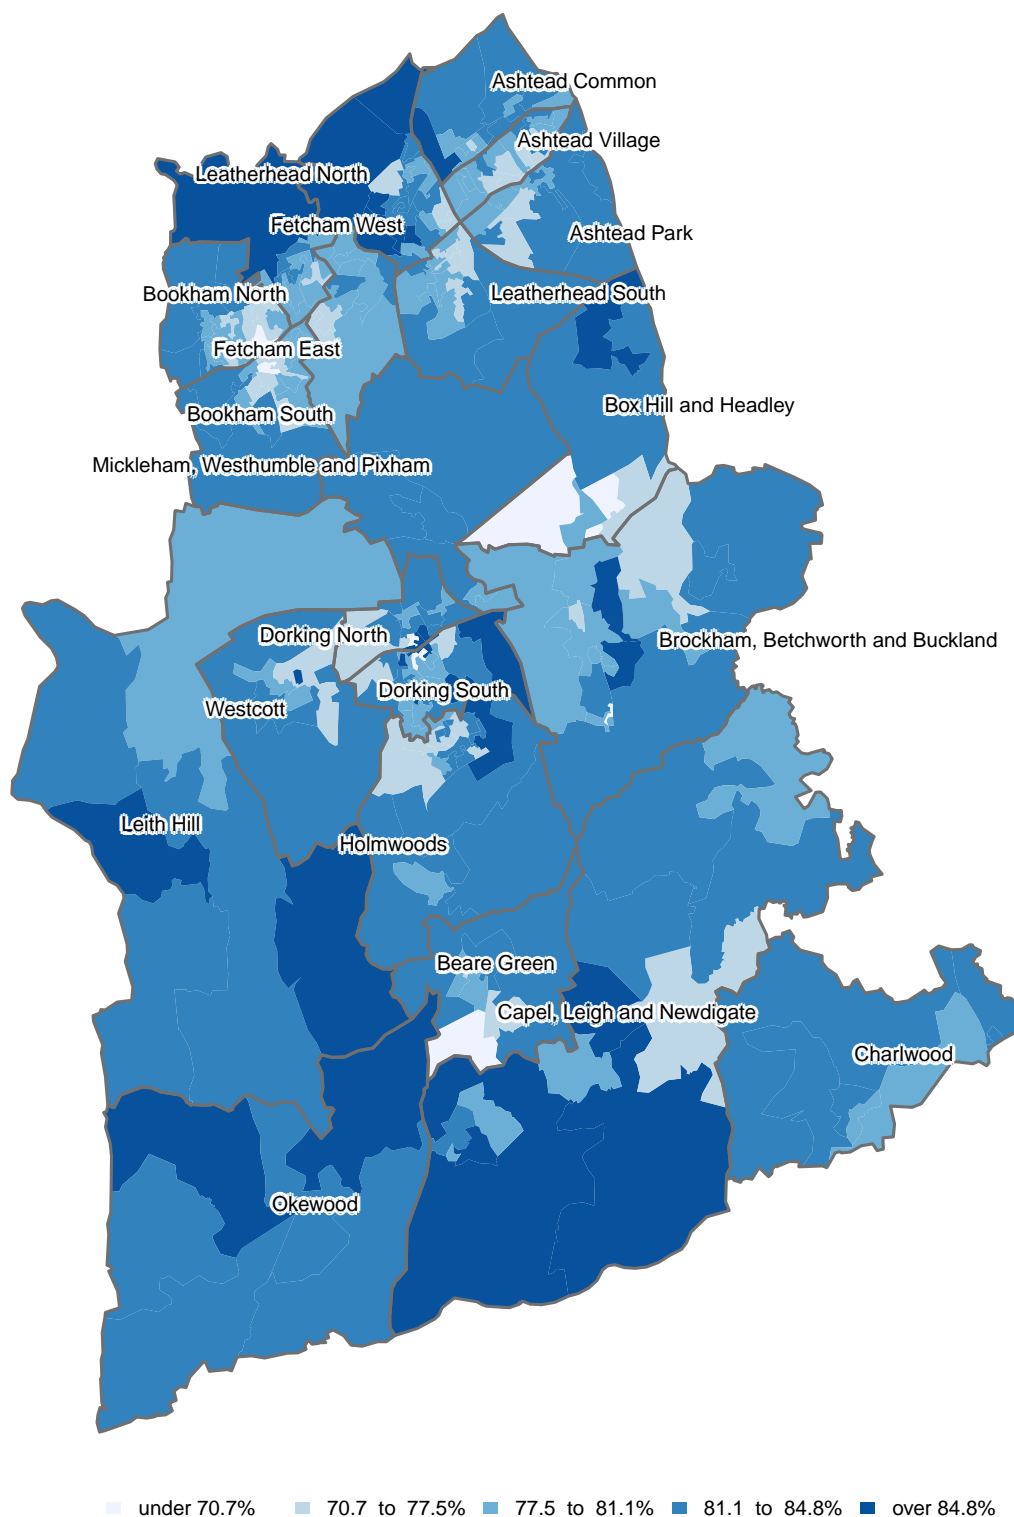 Ashtead Common
Ashtead Village
Leatherhead North
Fetcham West
Ashtead Park
Bookham North
Leatherhead South
Fetcham East
Box Hill and Headley
Bookham South
Mickleham, Westhumble and Pixham
Dorking North
Brockham, Betchworth and Buckland
Dorking South
Westcott
Leith Hill
Holmwoods
Beare Green
Capel, Leigh and Newdigate
Charlwood
Okewood
under 70.7% 70.7 to 77.5% 77.5 to 81.1% 81.1 to 84.8% over 84.8%